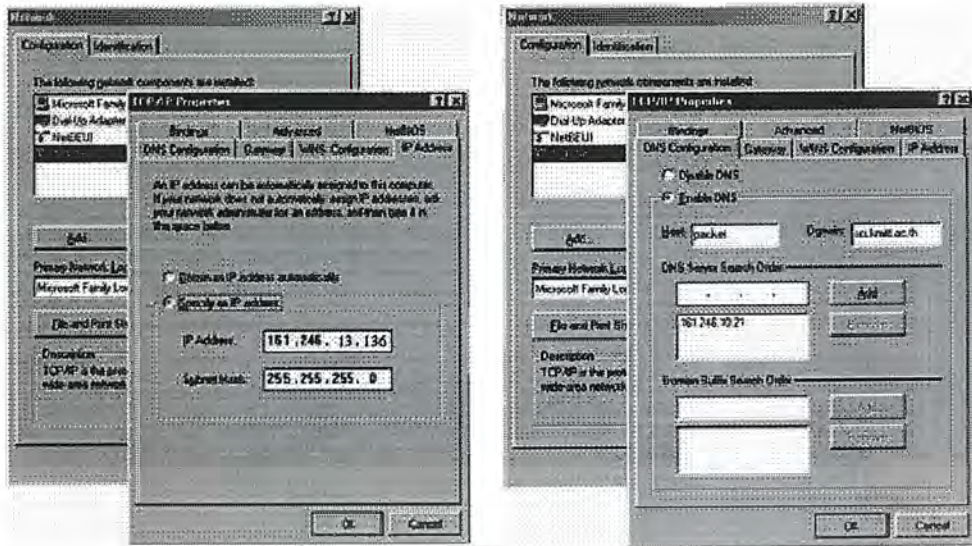 Network
Configuration Identification
The following network components are installed:
Microsoft Family
Dial-Up Adapter
NetBEUI
Add...
Primary Network Lo
Microsoft Family Lo
File and Print Sh
Description
TCP/IP is the prot
wide-area network
TCP/IP Properties
Bindings Advanced NetBIOS
DNS Configuration Gateway WINS Configuration IP Address
An IP address can be automatically assigned to this computer.
If your network does not automatically assign IP addresses, ask
your network administrator for an address, and then type it in
the space below.
Obtain an IP address automatically
Specify an IP address:
IP Address: 161.246. 13.136
Subnet Mask: 255.255.255. 0
OK Cancel
Network
Configuration Identification
The following network components are installed:
Microsoft Family
Dial-Up Adapter
NetBEUI
Add...
Primary Network Lo
Microsoft Family Lo
File and Print Sh
Description
TCP/IP is the prot
wide-area network
TCP/IP Properties
Bindings Advanced NetBIOS
DNS Configuration Gateway WINS Configuration IP Address
Disable DNS
Enable DNS
Host: packet Domain:
DNS Server Search Order
Add
161.246.10.21
Remove
Domain Suffix Search Order
Add
Remove
OK Cancel